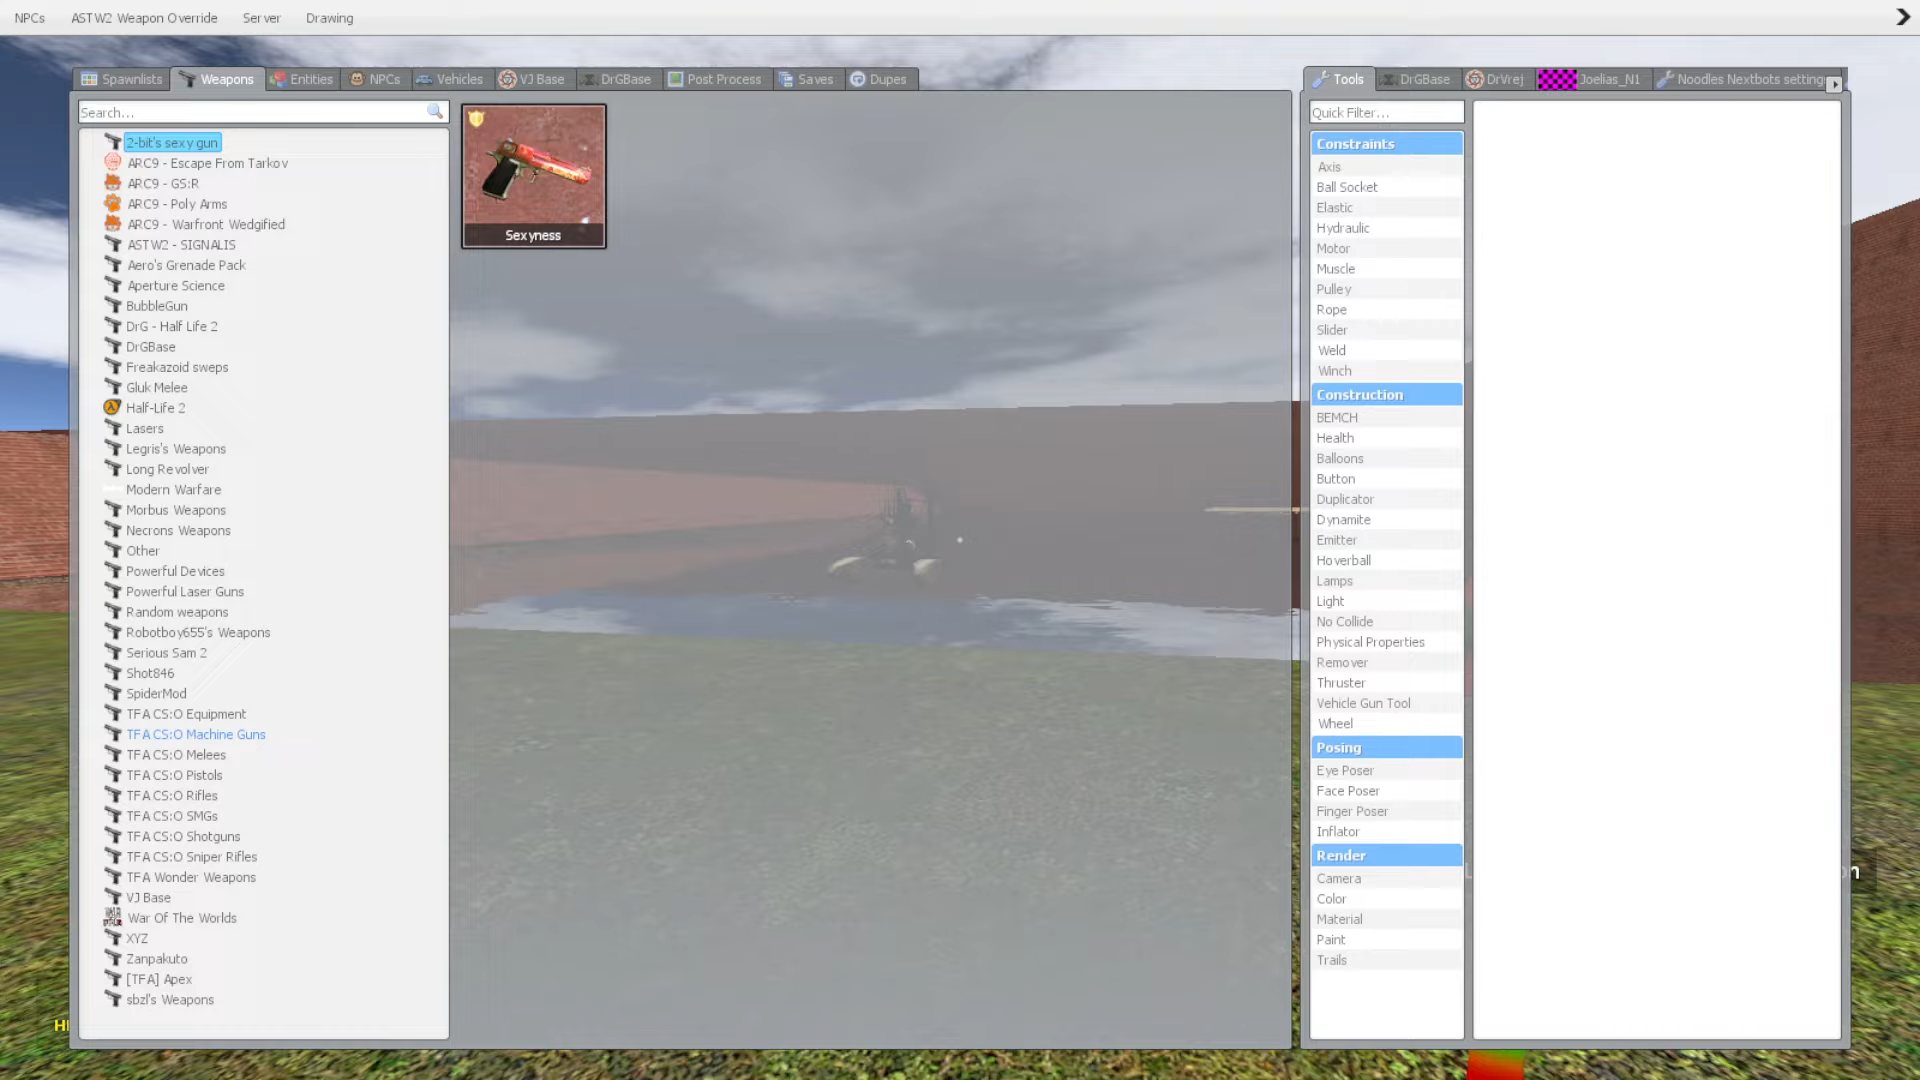 NPCs ASTW2 Weapon Override Server Drawing
Spawnlists Weapons Entities NPCs Vehicles VJ Base DrGBase Post Process Saves Dupes
Search...
2-bit's sexy gun
ARC9 - Escape From Tarkov
ARC9 - GS:R
ARC9 - Poly Arms
ARC9 - Warfront Wedgified
ASTW2 - SIGNALIS
Aero's Grenade Pack
Aperture Science
BubbleGun
DrG - Half Life 2
DrGBase
Freakazoid sweps
Gluk Melee
Half-Life 2
Lasers
Legris's Weapons
Long Revolver
Modern Warfare
Morbus Weapons
Necrons Weapons
Other
Powerful Devices
Powerful Laser Guns
Random weapons
Robotboy655's Weapons
Serious Sam 2
Shot846
SpiderMod
TFA CS:O Equipment
TFA CS:O Machine Guns
TFA CS:O Melees
TFA CS:O Pistols
TFA CS:O Rifles
TFA CS:O SMGs
TFA CS:O Shotguns
TFA CS:O Sniper Rifles
TFA Wonder Weapons
VJ Base
War Of The Worlds
XYZ
Zanpakuto
[TFA] Apex
sbzl's Weapons
Sexyness
Tools DrGBase DrVrej Joelias_N1 Noodles Nextbots setting
Quick Filter...
Constraints
Axis
Ball Socket
Elastic
Hydraulic
Motor
Muscle
Pulley
Rope
Slider
Weld
Winch
Construction
BEMCH
Health
Balloons
Button
Duplicator
Dynamite
Emitter
Hoverball
Lamps
Light
No Collide
Physical Properties
Remover
Thruster
Vehicle Gun Tool
Wheel
Posing
Eye Poser
Face Poser
Finger Poser
Inflator
Render
Camera
Color
Material
Paint
Trails